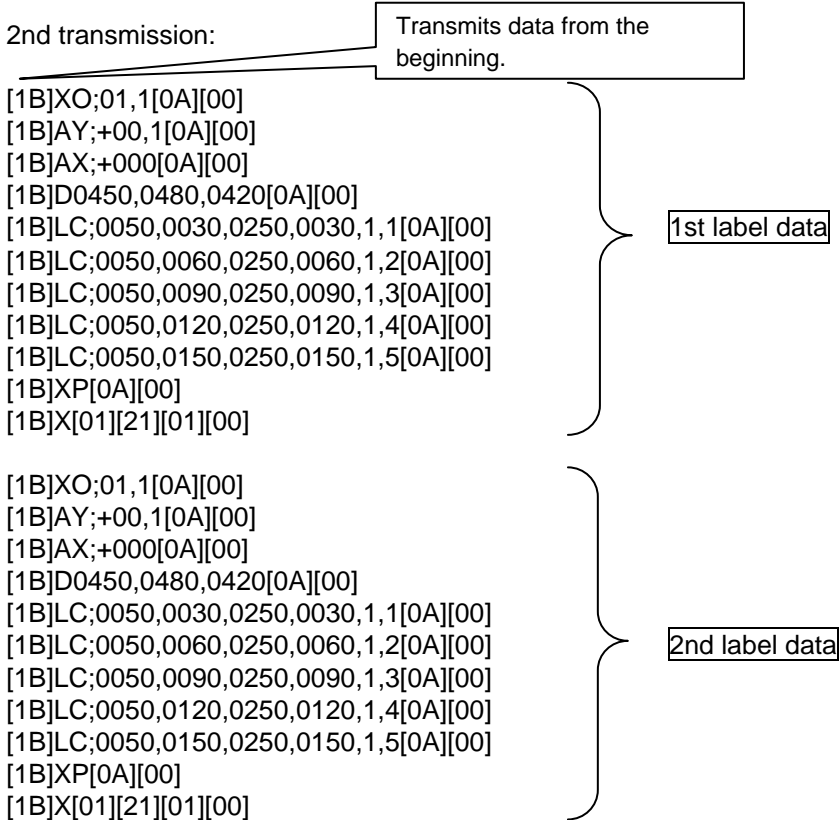 2nd transmission:
Transmits data from the
beginning.
[1B]XO;01,1[0A][00]
[1B]AY;+00,1[0A][00]
[1B]AX;+000[0A][00]
[1B]D0450,0480,0420[0A][00]
[1B]LC;0050,0030,0250,0030,1,1[0A][00]
[1B]LC;0050,0060,0250,0060,1,2[0A][00]
[1B]LC;0050,0090,0250,0090,1,3[0A][00]
[1B]LC;0050,0120,0250,0120,1,4[0A][00]
[1B]LC;0050,0150,0250,0150,1,5[0A][00]
[1B]XP[0A][00]
[1B]X[01][21][01][00]
1st label data
[1B]XO;01,1[0A][00]
[1B]AY;+00,1[0A][00]
[1B]AX;+000[0A][00]
[1B]D0450,0480,0420[0A][00]
[1B]LC;0050,0030,0250,0030,1,1[0A][00]
[1B]LC;0050,0060,0250,0060,1,2[0A][00]
[1B]LC;0050,0090,0250,0090,1,3[0A][00]
[1B]LC;0050,0120,0250,0120,1,4[0A][00]
[1B]LC;0050,0150,0250,0150,1,5[0A][00]
[1B]XP[0A][00]
[1B]X[01][21][01][00]
2nd label data